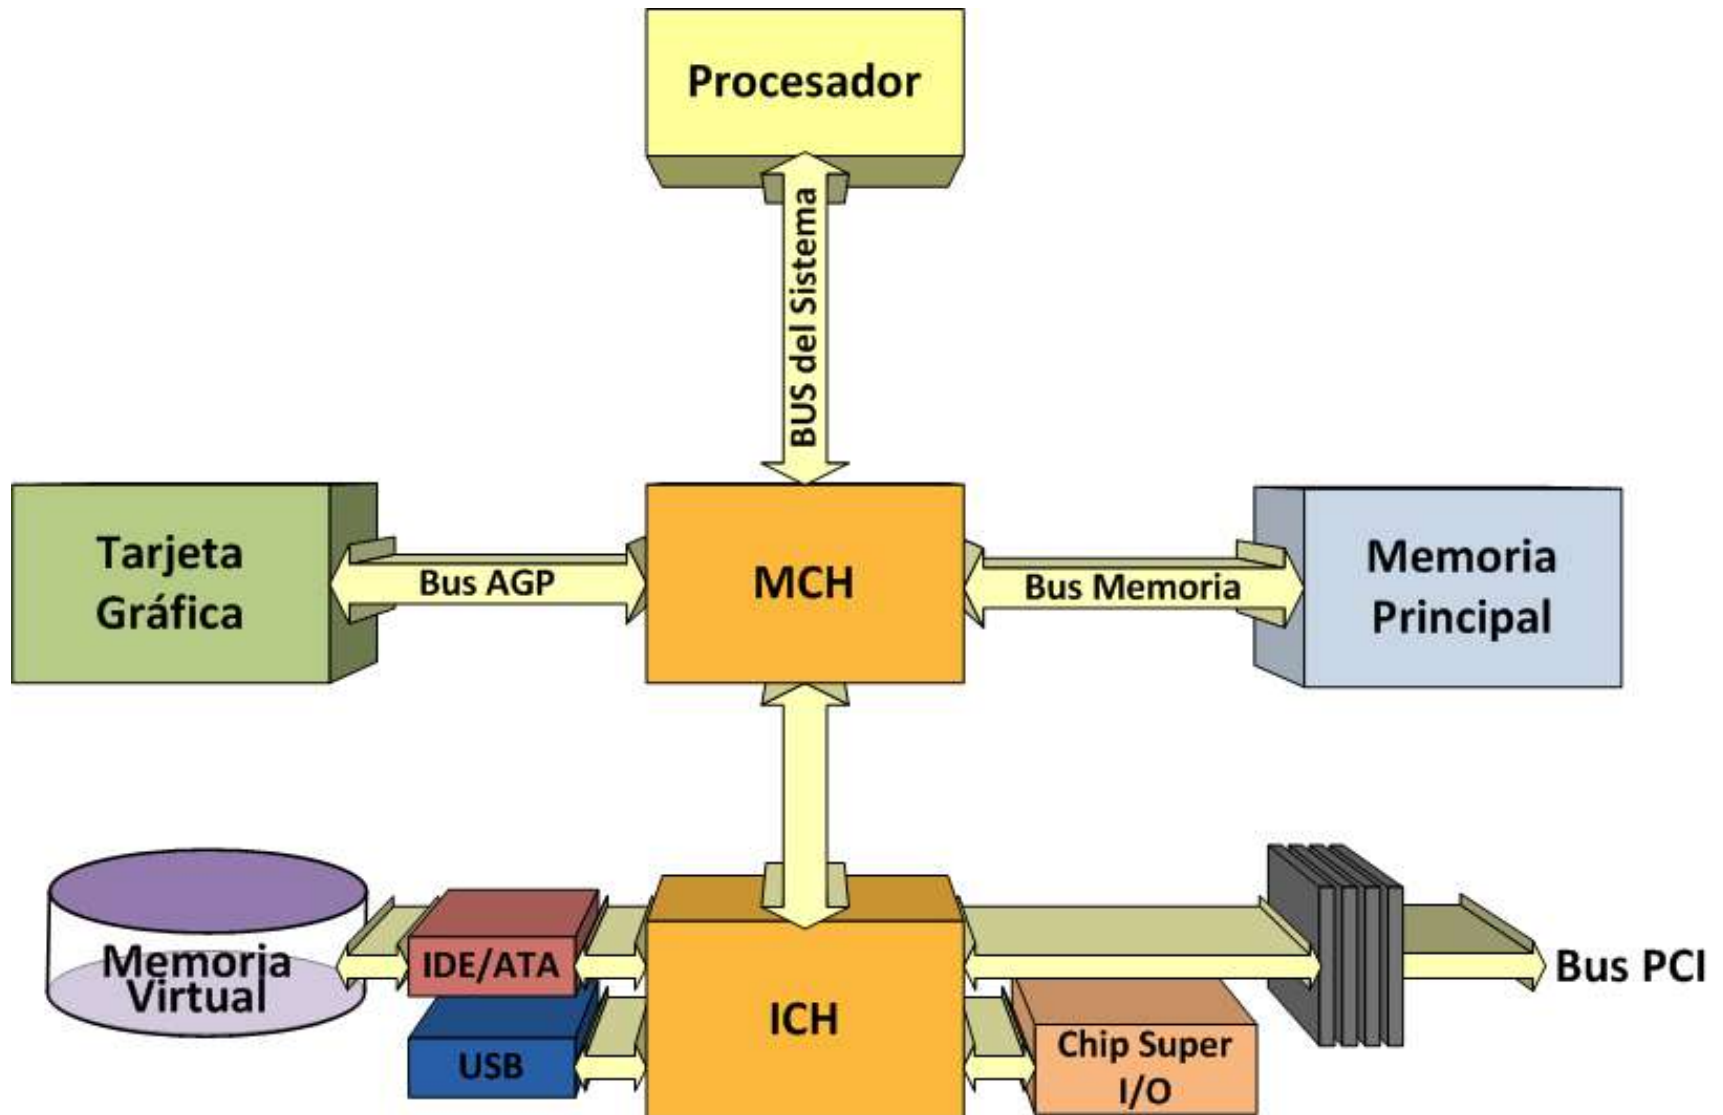 Procesador
BUS del Sistema
Tarjeta
Gráfica
Bus AGP
MCH
Bus Memoria
Memoria
Principal
Memoria
Virtual
IDE/ATA
USB
ICH
Chip Super
I/O
Bus PCI